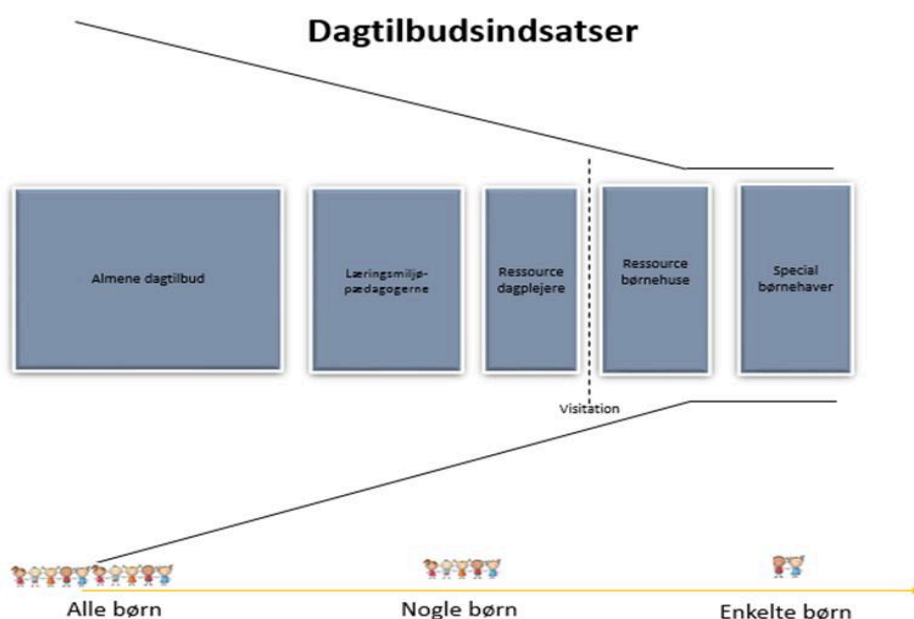 Dagtilbudsindsatser
Almene dagtilbud
Læringsmiljø-
pædagogerne
Ressource
dagplejere
Ressource
børnehuse
Special
børnehaver
Visitation
Alle børn
Nogle børn
Enkelte børn